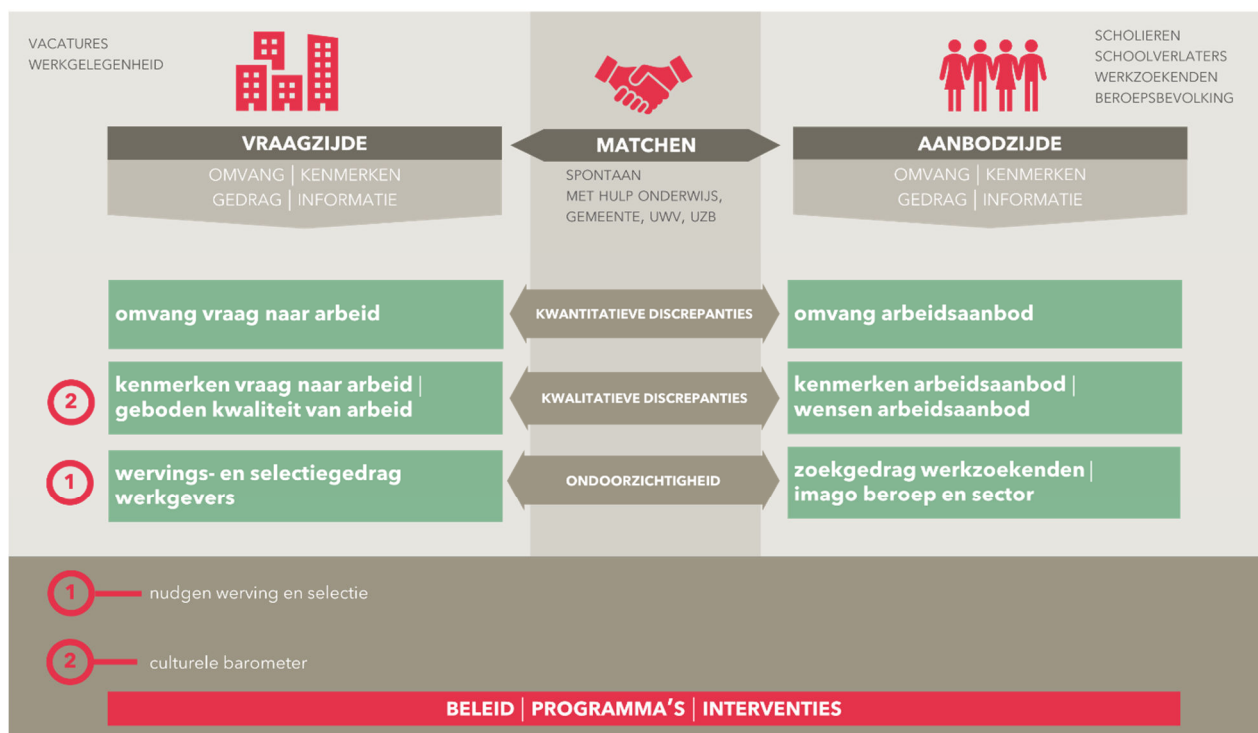 VACATURES
WERKGELEGENHEID
SCHOLIEREN
SCHOOLVERLATERS
WERKZOEKENDEN
BEROEPSBEVOLKING
VRAAGZIJDE
MATCHEN
AANBODZIJDE
OMVANG | KENMERKEN
GEDRAG | INFORMATIE
SPONTAAN
MET HULP ONDERWIJS,
GEMEENTE, UWV, UZB
OMVANG | KENMERKEN
GEDRAG | INFORMATIE
omvang vraag naar arbeid
KWANTITATIEVE DISCREPANTIES
omvang arbeidsaanbod
2
kenmerken vraag naar arbeid |
geboden kwaliteit van arbeid
KWALITATIEVE DISCREPANTIES
kenmerken arbeidsaanbod |
wensen arbeidsaanbod
1
wervings- en selectiegedrag
werkgevers
ONDOORZICHTIGHEID
zoekgedrag werkzoekenden |
imago beroep en sector
1
nudgen werving en selectie
2
culturele barometer
BELEID | PROGRAMMA'S | INTERVENTIES